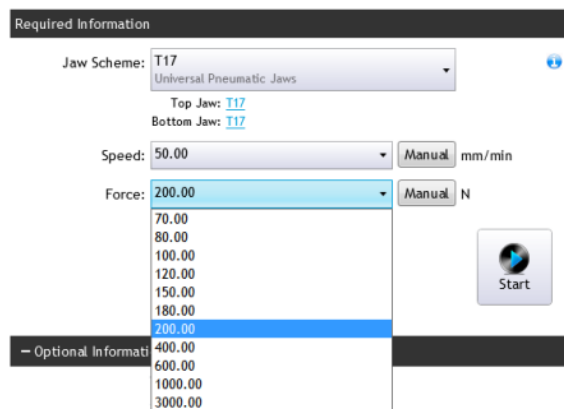 Required Information
Jaw Scheme: T17
Universal Pneumatic Jaws
Top Jaw: T17
Bottom Jaw: T17
Speed: 50.00 Manual mm/min
Force: 200.00 Manual N
70.00
80.00
100.00
120.00
150.00
180.00
200.00
400.00
600.00
1000.00
3000.00
Start
– Optional Informati